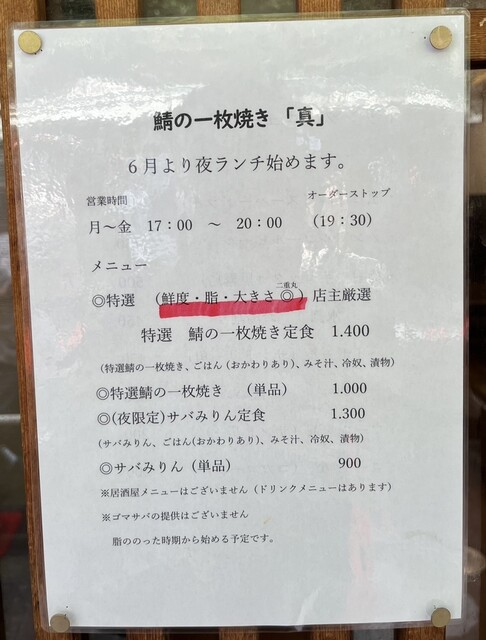 鯖の一枚焼き「真」
6月より夜ランチ始めます。
営業時間　オーダーストップ
月～金　17：00　～　20：00　（19：30）
メニュー
二重丸
◎特選　（鮮度・脂・大きさ◎）店主厳選
特選　鯖の一枚焼き定食　1.400
（特選鯖の一枚焼き、ごはん（おかわりあり）、みそ汁、冷奴、漬物）
◎特選鯖の一枚焼き　（単品）　1.000
◎（夜限定）サバみりん定食　1.300
（サバみりん、ごはん（おかわりあり）、みそ汁、冷奴、漬物）
◎サバみりん（単品）　900
※居酒屋メニューはございません（ドリンクメニューはあります）
※ゴマサバの提供はございません
脂ののった時期から始める予定です。